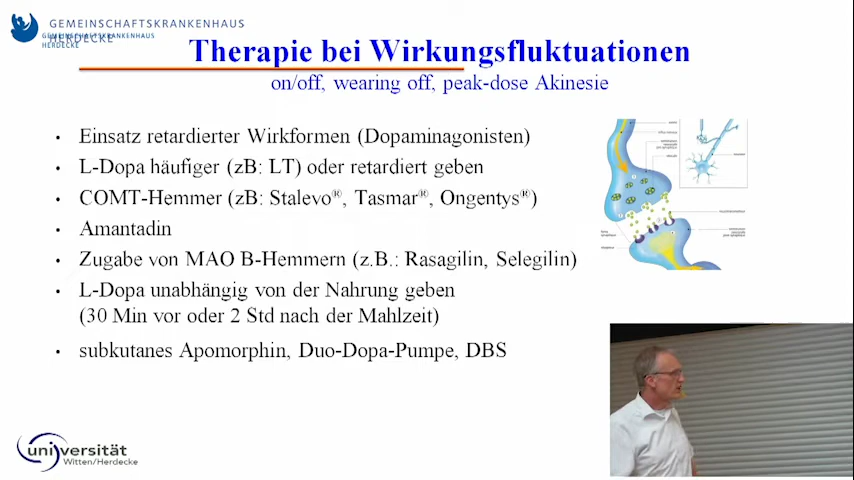 GEMEINSCHAFTSKRANKENHAUS
HERDECKE
GEMEINSCHAFTSKRANKENHAUS
HERDECKE
Therapie bei Wirkungsfluktuationen
on/off, wearing off, peak-dose Akinesie
• Einsatz retardierter Wirkformen (Dopaminagonisten)
• L-Dopa häufiger (zB: LT) oder retardiert geben
• COMT-Hemmer (zB: Stalevo®, Tasmar®, Ongentys®)
• Amantadin
• Zugabe von MAO B-Hemmern (z.B.: Rasagilin, Selegilin)
• L-Dopa unabhängig von der Nahrung geben
(30 Min vor oder 2 Std nach der Mahlzeit)
• subkutanes Apomorphin, Duo-Dopa-Pumpe, DBS
universität
Witten/Herdecke